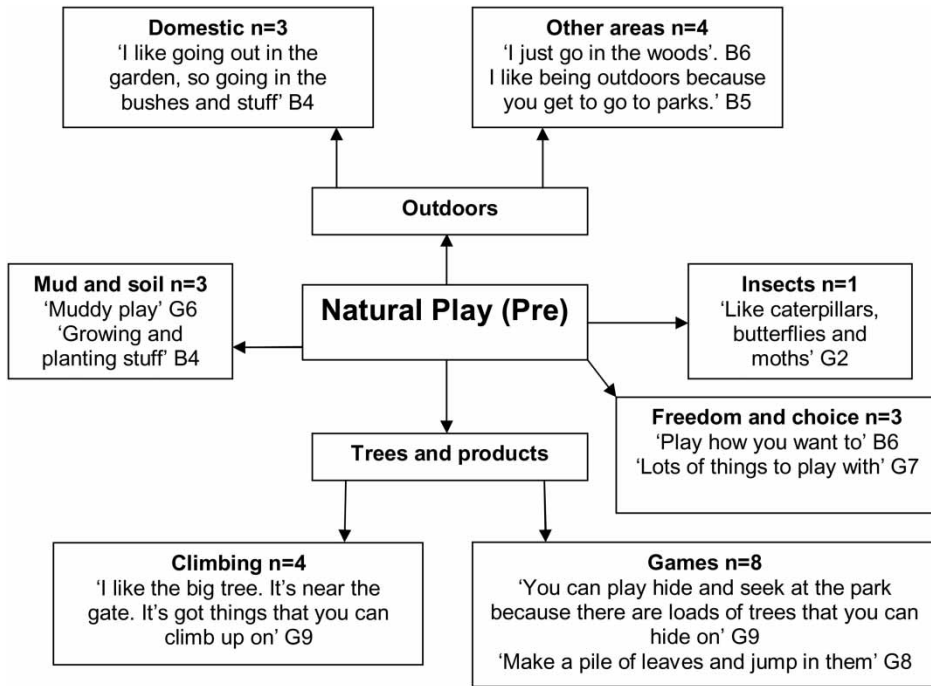 Domestic n=3
‘I like going out in the
garden, so going in the
bushes and stuff’ B4
Other areas n=4
‘I just go in the woods’. B6
I like being outdoors because
you get to go to parks.’ B5
Outdoors
Mud and soil n=3
‘Muddy play’ G6
‘Growing and
planting stuff’ B4
Natural Play (Pre)
Insects n=1
‘Like caterpillars,
butterflies and
moths’ G2
Freedom and choice n=3
‘Play how you want to’ B6
‘Lots of things to play with’ G7
Trees and products
Climbing n=4
‘I like the big tree. It’s near the
gate. It’s got things that you can
climb up on’ G9
Games n=8
‘You can play hide and seek at the park
because there are loads of trees that you can
hide on’ G9
‘Make a pile of leaves and jump in them’ G8